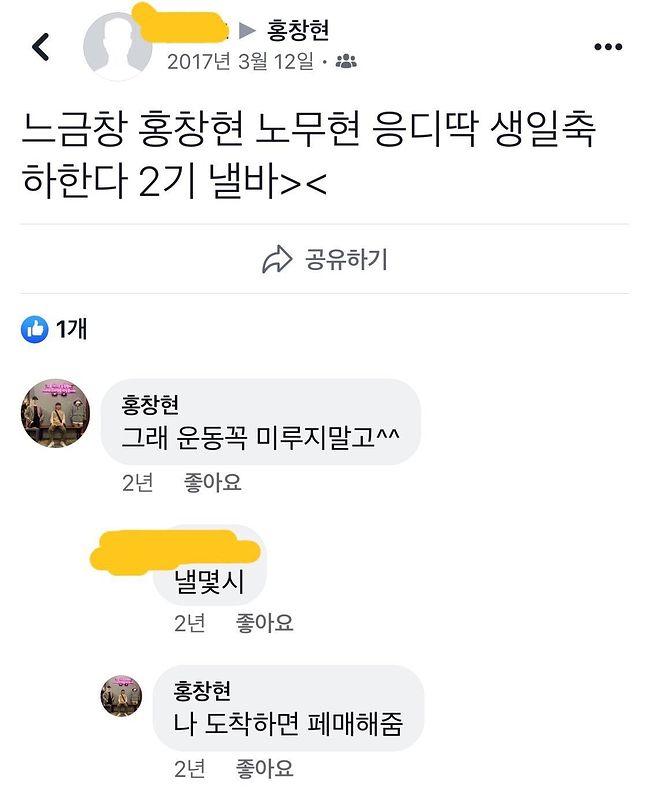 홍창현
2017년 3월 12일 ·
느금창 홍창현 노무현 응디딱 생일축
하한다 2기 낼바><
공유하기
1개
홍창현
그래 운동꼭 미루지말고^^
2년 좋아요
낼몇시
2년 좋아요
홍창현
나 도착하면 페매해줌
2년 좋아요